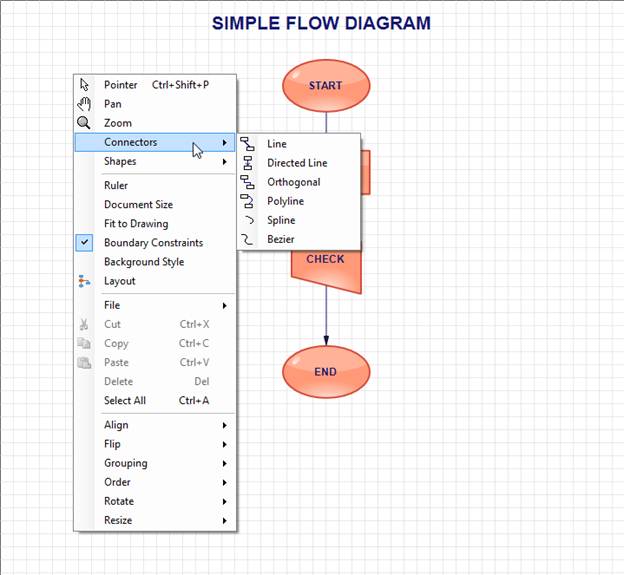 SIMPLE FLOW DIAGRAM
START
Pointer Ctrl+Shift+P
Pan
Zoom
Connectors
Shapes
Ruler
Document Size
Fit to Drawing
Boundary Constraints
Background Style
Layout
File
Cut Ctrl+X
Copy Ctrl+C
Paste Ctrl+V
Delete Del
Select All Ctrl+A
Align
Flip
Grouping
Order
Rotate
Resize
Line
Directed Line
Orthogonal
Polyline
Spline
Bezier
CHECK
END